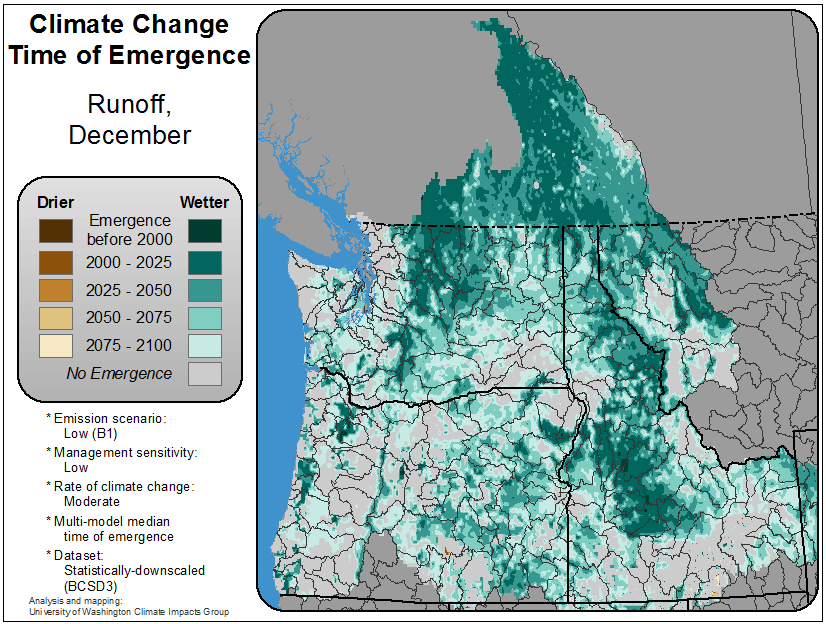 Climate Change
Time of Emergence
Runoff,
December
Drier Wetter
Emergence
before 2000
2000 - 2025
2025 - 2050
2050 - 2075
2075 - 2100
No Emergence
* Emission scenario:
Low (B1)
* Management sensitivity:
Low
* Rate of climate change:
Moderate
* Multi-model median
time of emergence
* Dataset:
Statistically-downscaled
(BCSD3)
Analysis and mapping:
University of Washington Climate Impacts Group